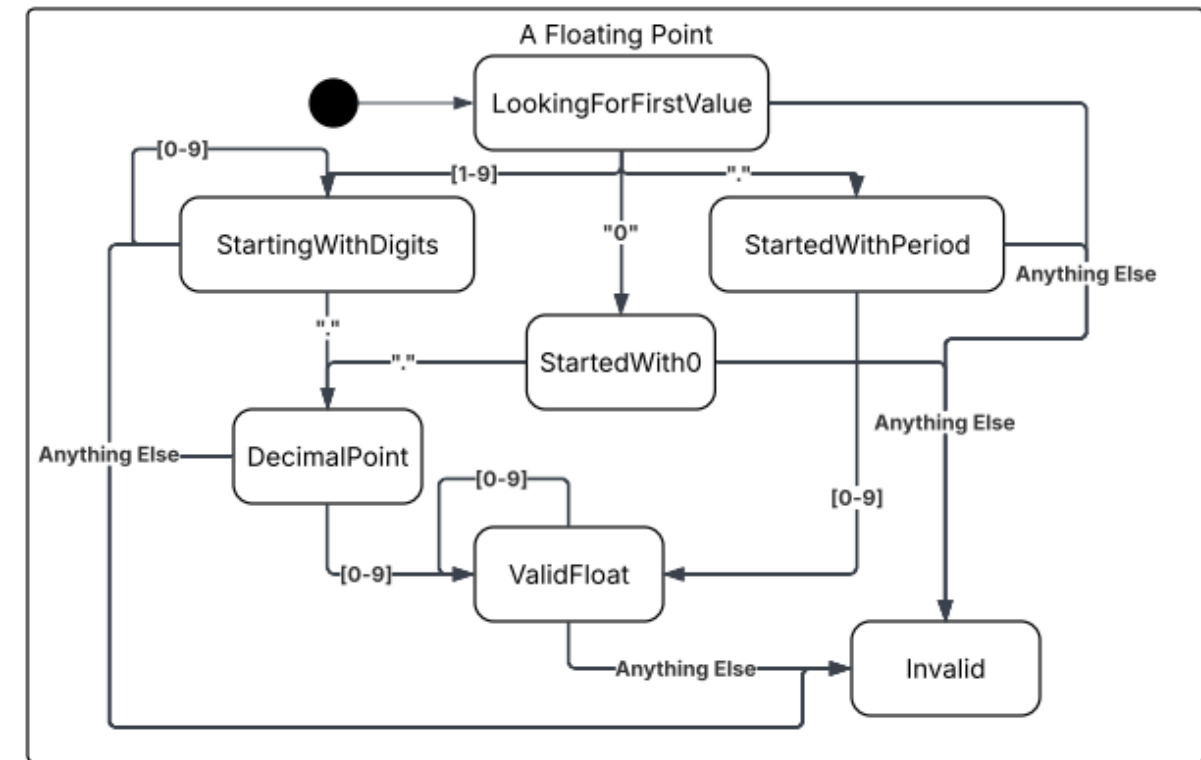 A Floating Point
LookingForFirstValue
[0-9]
[1-9]
"."
StartingWithDigits
"0"
StartedWithPeriod
Anything Else
"."
"."
StartedWith0
Anything Else
Anything Else
DecimalPoint
[0-9]
[0-9]
[0-9]
ValidFloat
Anything Else
Invalid